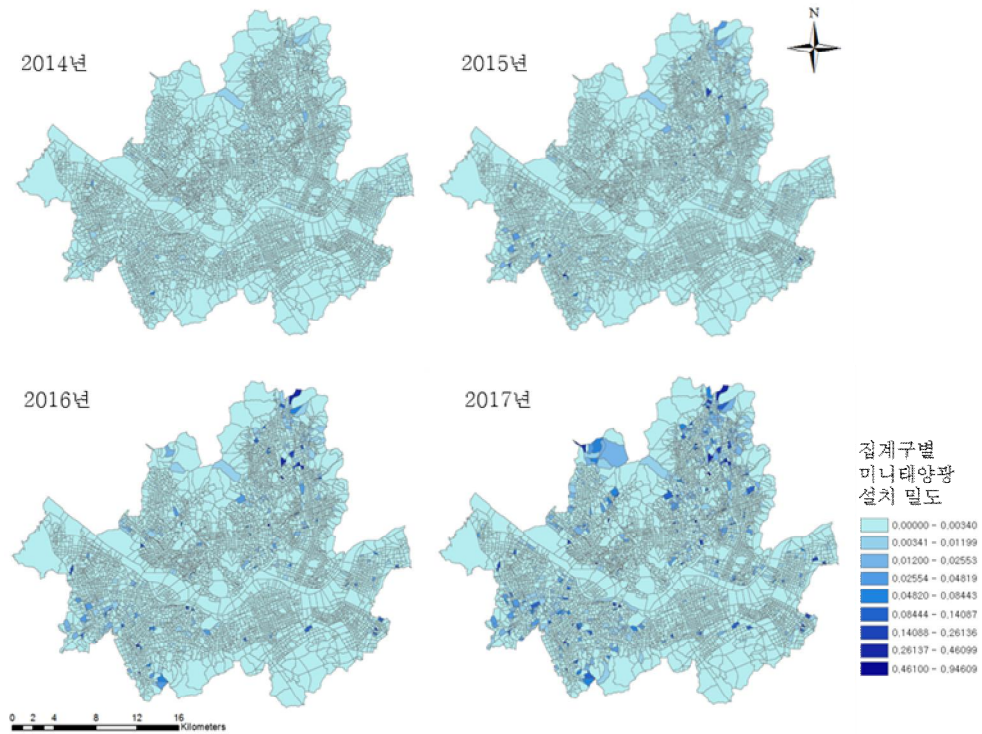 2014년
2015년
N
2016년
2017년
집계구별
미니태양광
설치 밀도
0,00000 - 0,00340
0,00341 - 0,01199
0,01200 - 0,02553
0,02554 - 0,04819
0,04820 - 0,08443
0,08444 - 0,14087
0,14088 - 0,26136
0,26137 - 0,46099
0,46100 - 0,94609
0 2 4 8 12 16
Kilometers